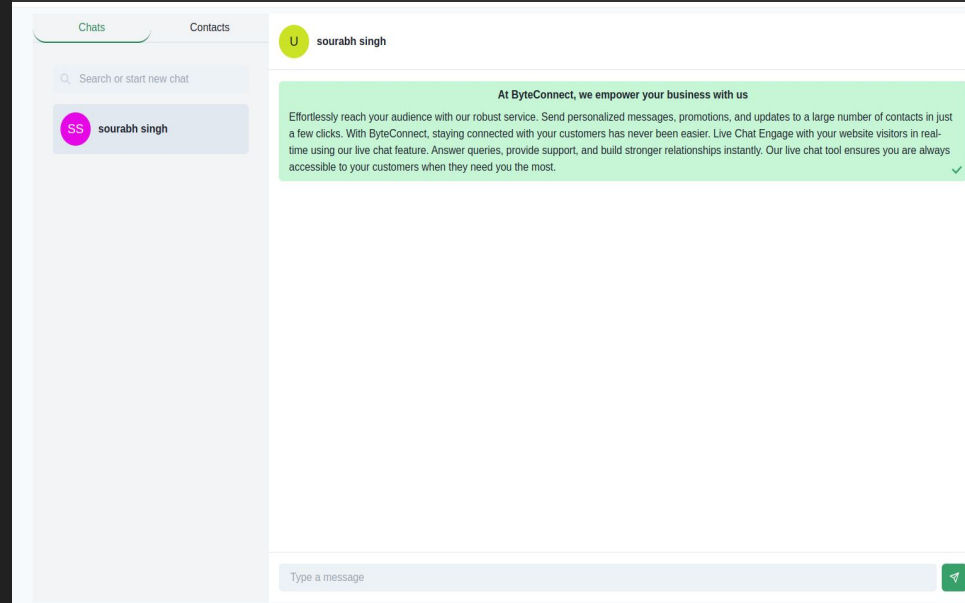 Chats
Contacts
Search or start new chat
SS
sourabh singh
U
sourabh singh
At ByteConnect, we empower your business with us
Effortlessly reach your audience with our robust service. Send personalized messages, promotions, and updates to a large number of contacts in just
a few clicks. With ByteConnect, staying connected with your customers has never been easier. Live Chat Engage with your website visitors in real-
time using our live chat feature. Answer queries, provide support, and build stronger relationships instantly. Our live chat tool ensures you are always
accessible to your customers when they need you the most.
Type a message